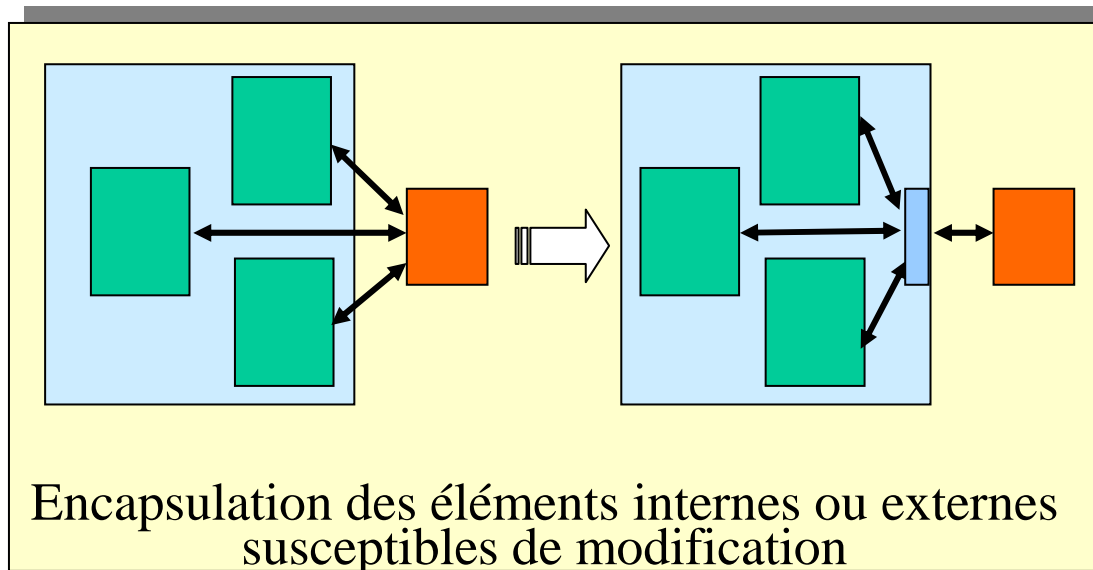 Encapsulation des éléments internes ou externes
susceptibles de modification